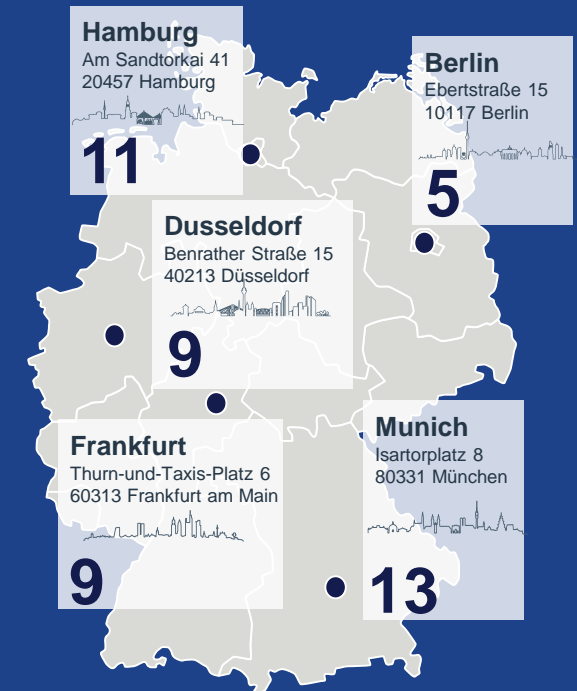 Hamburg
Am Sandtorkai 41
20457 Hamburg
11
Berlin
Ebertstraße 15
10117 Berlin
5
Dusseldorf
Benrather Straße 15
40213 Düsseldorf
9
Frankfurt
Thurn-und-Taxis-Platz 6
60313 Frankfurt am Main
9
Munich
Isartorplatz 8
80331 München
13